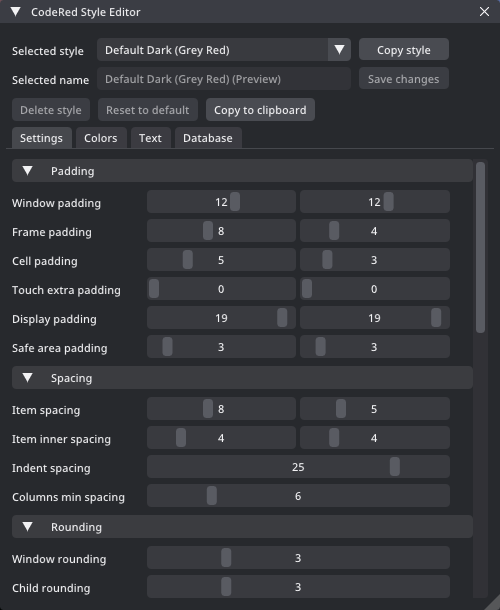 CodeRed Style Editor
Selected style Default Dark (Grey Red) Copy style
Selected name Default Dark (Grey Red) (Preview) Save changes
Delete style Reset to default Copy to clipboard
Settings Colors Text Database
Padding
Window padding 12 12
Frame padding 8 4
Cell padding 5 3
Touch extra padding 0 0
Display padding 19 19
Safe area padding 3 3
Spacing
Item spacing 8 5
Item inner spacing 4 4
Indent spacing 25
Columns min spacing 6
Rounding
Window rounding 3
Child rounding 3